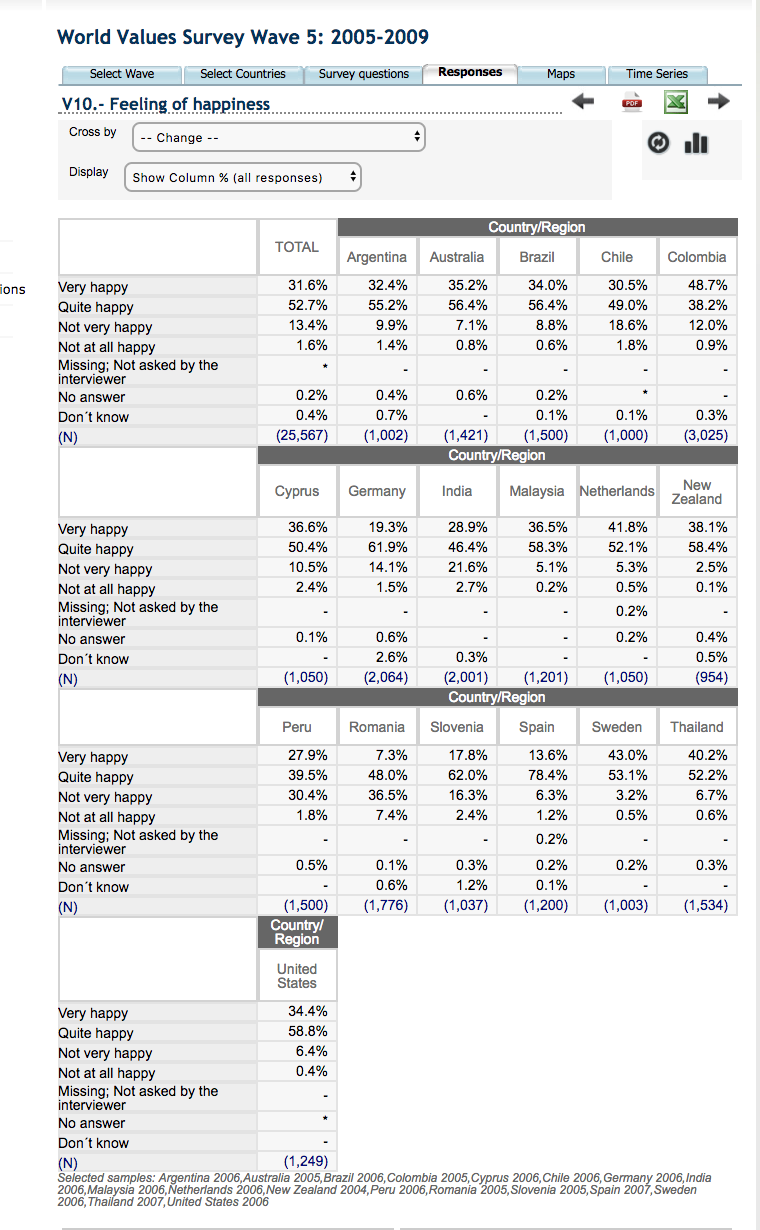 World Values Survey Wave 5: 2005-2009
Select Wave Select Countries Survey questions Responses Maps Time Series
V10.- Feeling of happiness PDF
Cross by -- Change --
Display Show Column % (all responses)
ions
Country/Region
TOTAL Argentina Australia Brazil Chile Colombia
Very happy 31.6% 32.4% 35.2% 34.0% 30.5% 48.7%
Quite happy 52.7% 55.2% 56.4% 56.4% 49.0% 38.2%
Not very happy 13.4% 9.9% 7.1% 8.8% 18.6% 12.0%
Not at all happy 1.6% 1.4% 0.8% 0.6% 1.8% 0.9%
Missing; Not asked by the
interviewer * - - - - -
No answer 0.2% 0.4% 0.6% 0.2% * -
Don´t know 0.4% 0.7% - 0.1% 0.1% 0.3%
(N) (25,567) (1,002) (1,421) (1,500) (1,000) (3,025)
Country/Region
Cyprus Germany India Malaysia Netherlands New
Zealand
Very happy 36.6% 19.3% 28.9% 36.5% 41.8% 38.1%
Quite happy 50.4% 61.9% 46.4% 58.3% 52.1% 58.4%
Not very happy 10.5% 14.1% 21.6% 5.1% 5.3% 2.5%
Not at all happy 2.4% 1.5% 2.7% 0.2% 0.5% 0.1%
Missing; Not asked by the
interviewer - - - - 0.2% -
No answer 0.1% 0.6% - - 0.2% 0.4%
Don´t know - 2.6% 0.3% - - 0.5%
(N) (1,050) (2,064) (2,001) (1,201) (1,050) (954)
Country/Region
Peru Romania Slovenia Spain Sweden Thailand
Very happy 27.9% 7.3% 17.8% 13.6% 43.0% 40.2%
Quite happy 39.5% 48.0% 62.0% 78.4% 53.1% 52.2%
Not very happy 30.4% 36.5% 16.3% 6.3% 3.2% 6.7%
Not at all happy 1.8% 7.4% 2.4% 1.2% 0.5% 0.6%
Missing; Not asked by the
interviewer - - - 0.2% - -
No answer 0.5% 0.1% 0.3% 0.2% 0.2% 0.3%
Don´t know - 0.6% 1.2% 0.1% - -
(N) (1,500) (1,776) (1,037) (1,200) (1,003) (1,534)
Country/
Region
United
States
Very happy 34.4%
Quite happy 58.8%
Not very happy 6.4%
Not at all happy 0.4%
Missing; Not asked by the
interviewer -
No answer *
Don´t know -
(N) (1,249)
Selected samples: Argentina 2006,Australia 2005,Brazil 2006,Colombia 2005,Cyprus 2006,Chile 2006,Germany 2006,India
2006,Malaysia 2006,Netherlands 2006,New Zealand 2004,Peru 2006,Romania 2005,Slovenia 2005,Spain 2007,Sweden
2006,Thailand 2007,United States 2006